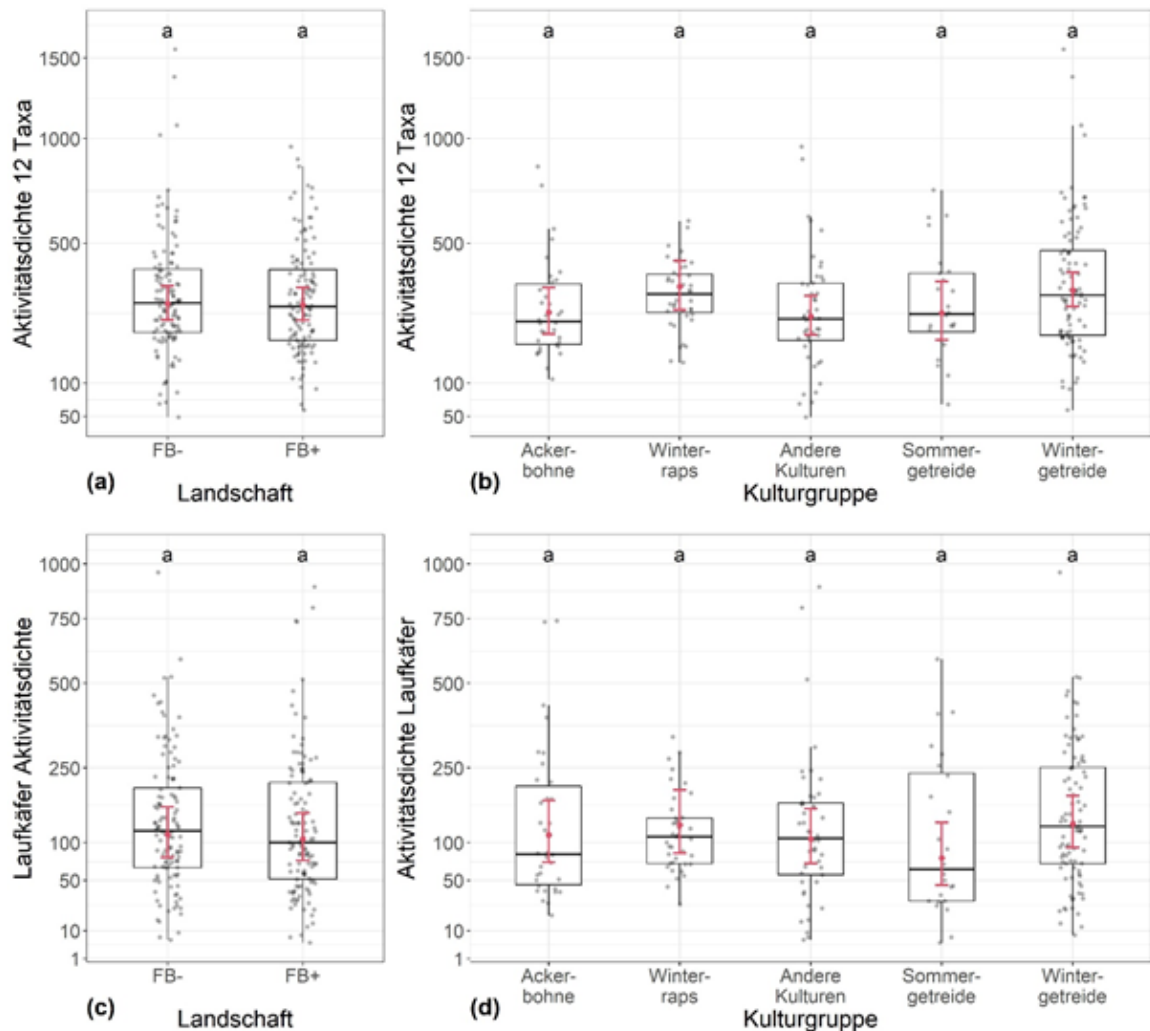 a a
1500
1000
500
100
50
Aktivitätsdichte 12 Taxa
FB- FB+
(a) Landschaft
a a a a a
1500
1000
500
100
50
Aktivitätsdichte 12 Taxa
Acker- Winter- Andere Sommer- Winter-
bohne raps Kulturen getreide getreide
(b) Kulturgruppe
a a
1000
750
500
250
100
50
10
1
Laufkäfer Aktivitätsdichte
FB- FB+
(c) Landschaft
a a a a a
1000
750
500
250
100
50
10
1
Aktivitätsdichte Laufkäfer
Acker- Winter- Andere Sommer- Winter-
bohne raps Kulturen getreide getreide
(d) Kulturgruppe